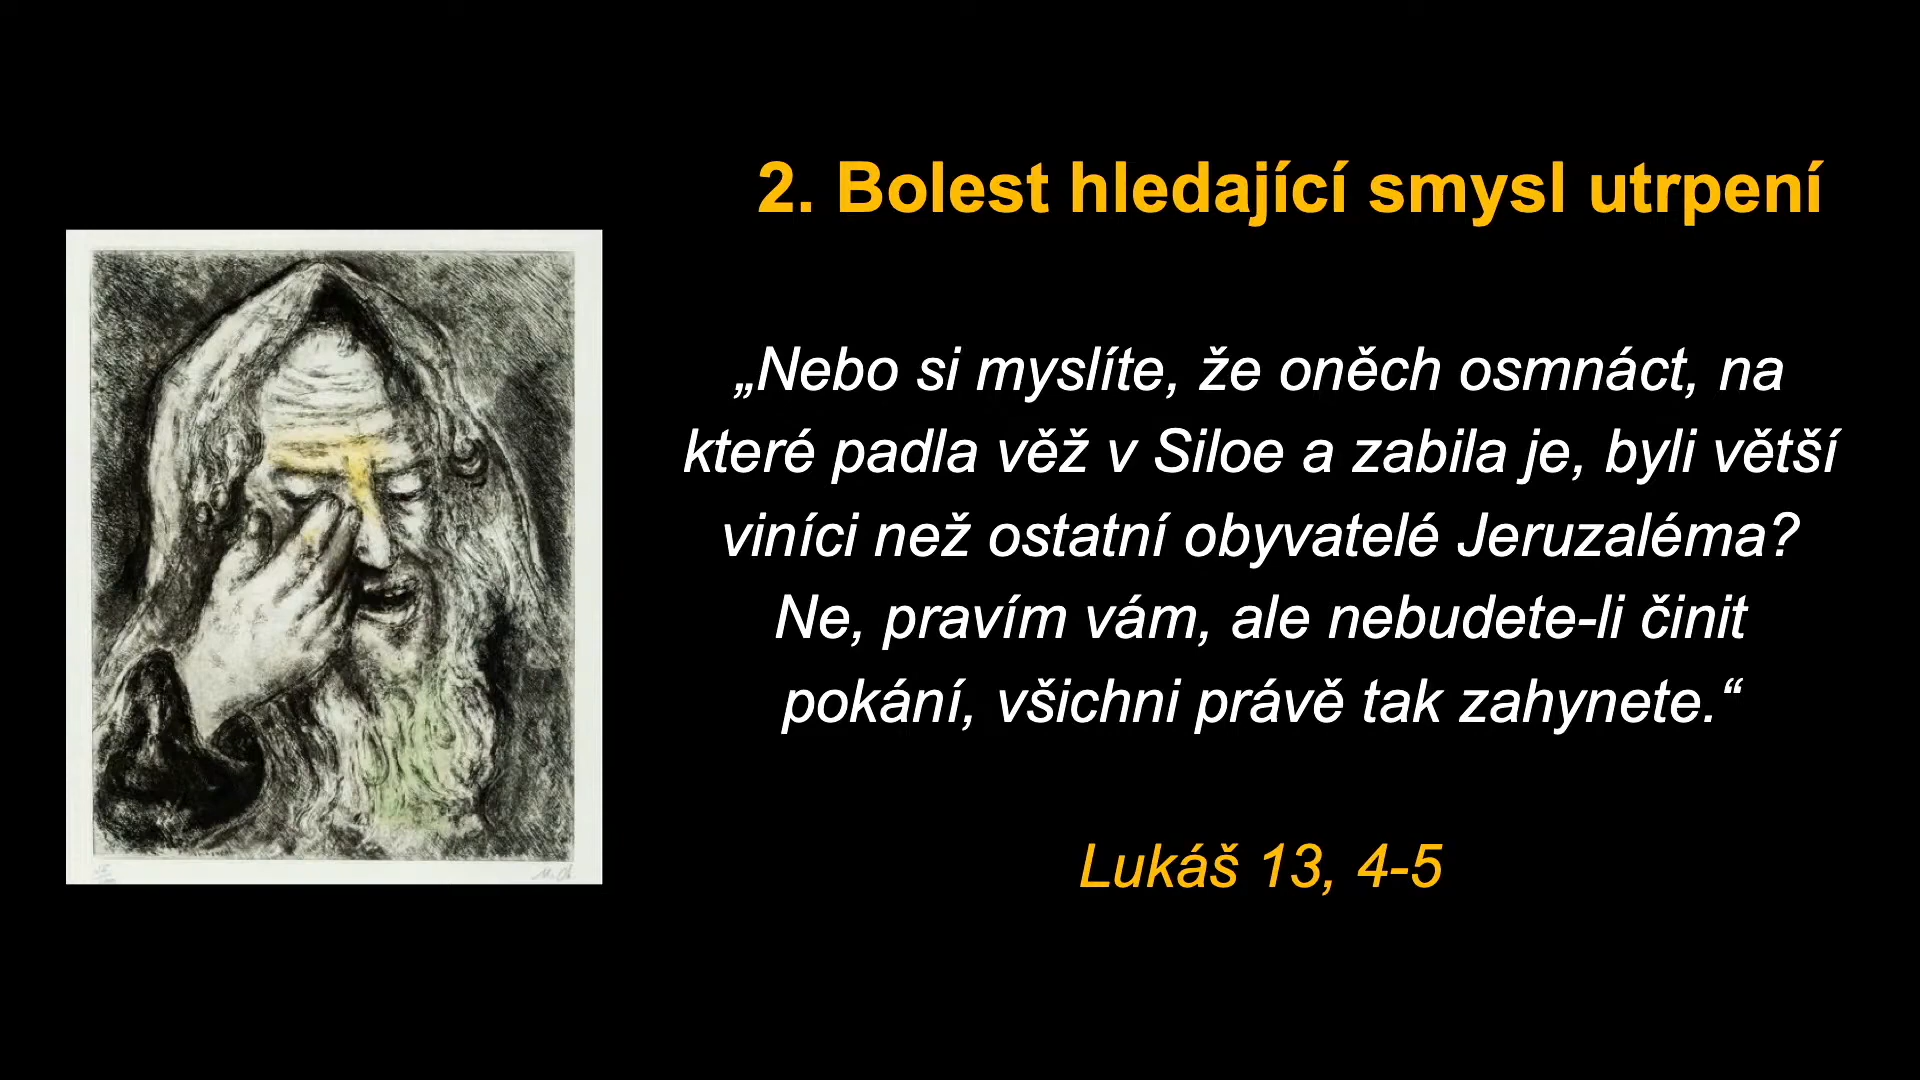 2. Bolest hledající smysl utrpení
„Nebo si myslíte, že oněch osmnáct, na
které padla věž v Siloe a zabila je, byli větší
viníci než ostatní obyvatelé Jeruzaléma?
Ne, pravím vám, ale nebudete-li činit
pokání, všichni právě tak zahynete.“
Lukáš 13, 4-5